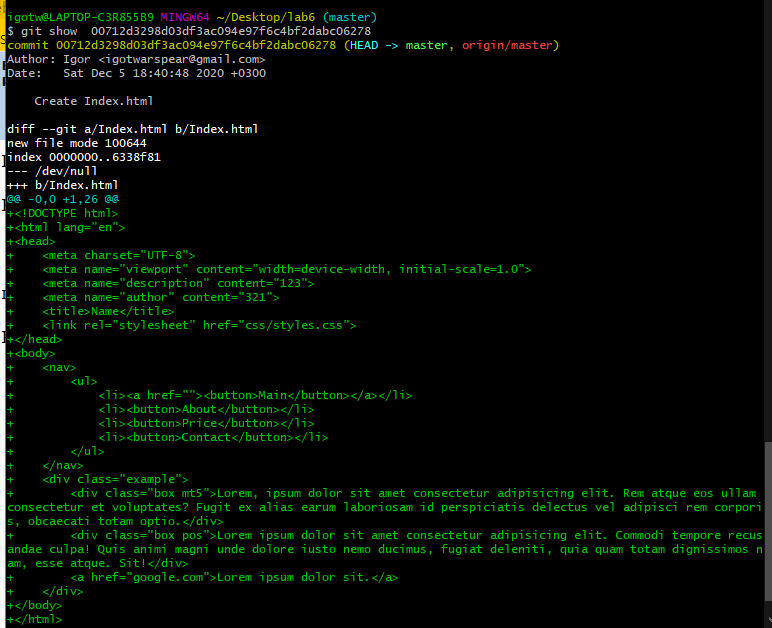 igotw@LAPTOP-C3R855B9 MINGW64 ~/Desktop/lab6 (master)
$ git show  00712d3298d03df3ac094e97f6c4bf2dabc06278
commit 00712d3298d03df3ac094e97f6c4bf2dabc06278 (HEAD -> master, origin/master)
Author: Igor <igotwarspear@gmail.com>
Date:   Sat Dec 5 18:40:48 2020 +0300

    Create Index.html

diff --git a/Index.html b/Index.html
new file mode 100644
index 0000000..6338f81
--- /dev/null
+++ b/Index.html
@@ -0,0 +1,26 @@
+<!DOCTYPE html>
+<html lang="en">
+<head>
+    <meta charset="UTF-8">
+    <meta name="viewport" content="width=device-width, initial-scale=1.0">
+    <meta name="description" content="123">
+    <meta name="author" content="321">
+    <title>Name</title>
+    <link rel="stylesheet" href="css/styles.css">
+</head>
+<body>
+    <nav>
+        <ul>
+            <li><a href=""><button>Main</button></a></li>
+            <li><button>About</button></li>
+            <li><button>Price</button></li>
+            <li><button>Contact</button></li>
+        </ul>
+    </nav>
+    <div class="example">
+        <div class="box mt5">Lorem, ipsum dolor sit amet consectetur adipisicing elit. Rem atque eos ullam
consectetur et voluptates? Fugit ex alias earum laboriosam id perspiciatis delectus vel adipisci rem corpori
s, obcaecati totam optio.</div>
+        <div class="box pos">Lorem ipsum dolor sit amet consectetur adipisicing elit. Commodi tempore recus
andae culpa! Quis animi magni unde dolore iusto nemo ducimus, fugiat deleniti, quia quam totam dignissimos n
am, esse atque. Sit!</div>
+        <a href="google.com">Lorem ipsum dolor sit.</a>
+    </div>
+</body>
+</html>